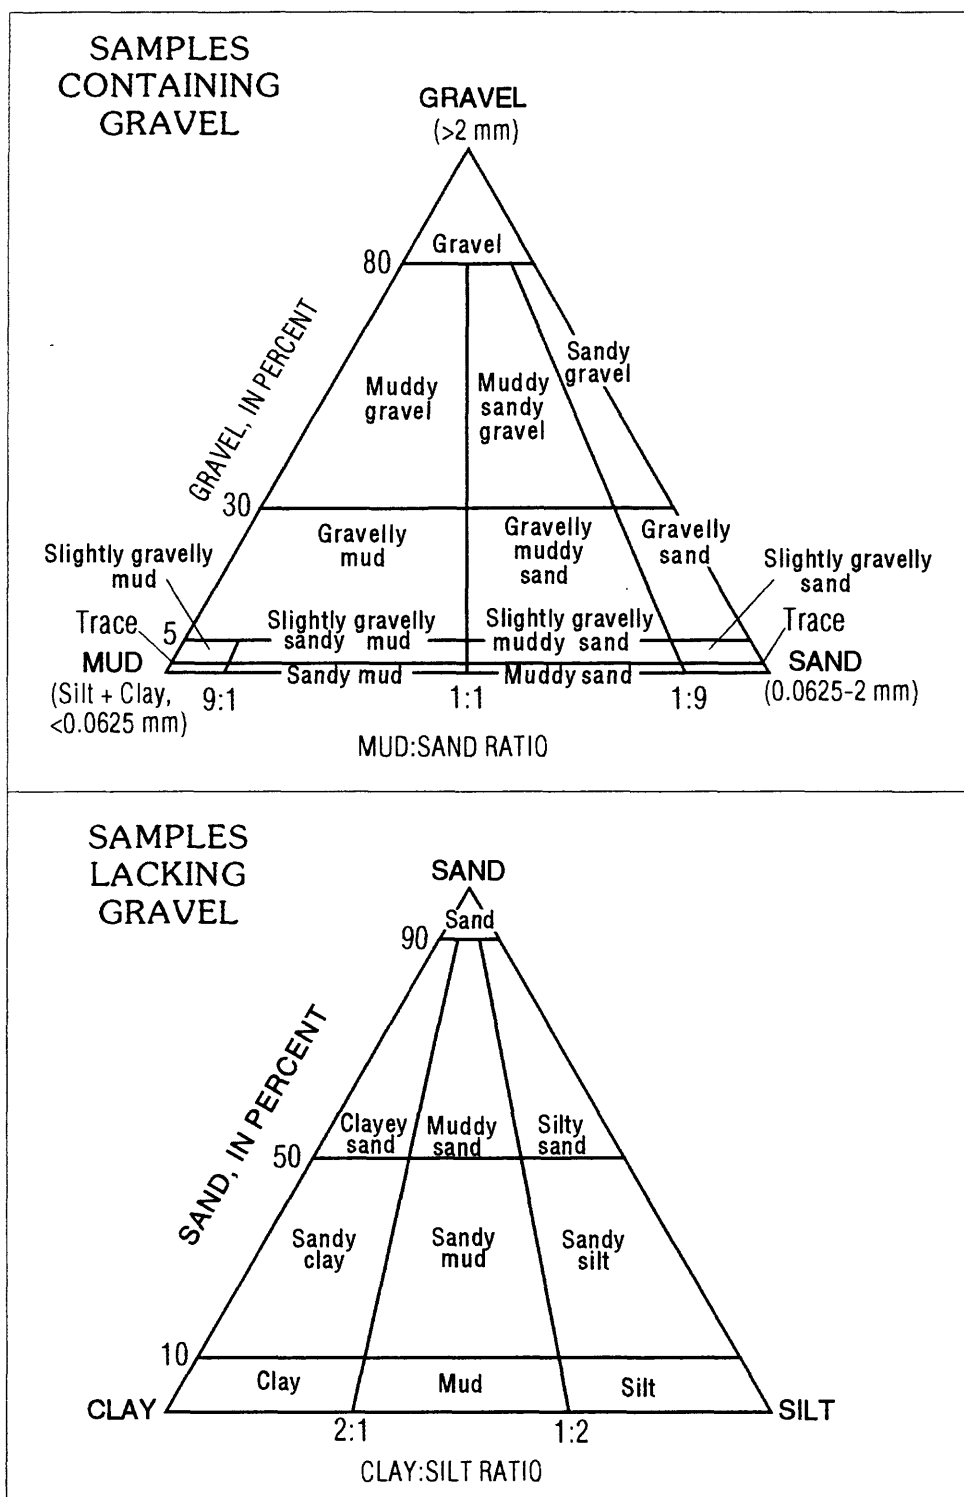 SAMPLES
CONTAINING
GRAVEL
GRAVEL
(>2 mm)
Gravel
80
GRAVEL, IN PERCENT
Sandy
gravel
Muddy
gravel
Muddy
sandy
gravel
30
Gravelly
mud
Gravelly
muddy
sand
Gravelly
sand
Slightly gravelly
mud
Slightly gravelly
sand
Trace
5
Slightly gravelly
sandy mud
Slightly gravelly
muddy sand
Trace
MUD
(Silt + Clay,
<0.0625 mm)
Sandy mud
Muddy sand
SAND
(0.0625-2 mm)
9:1
1:1
1:9
MUD:SAND RATIO
SAMPLES
LACKING
GRAVEL
SAND
Sand
90
SAND, IN PERCENT
Clayey
sand
Muddy
sand
Silty
sand
50
Sandy
clay
Sandy
mud
Sandy
silt
10
Clay
Mud
Silt
CLAY
SILT
2:1
1:2
CLAY:SILT RATIO